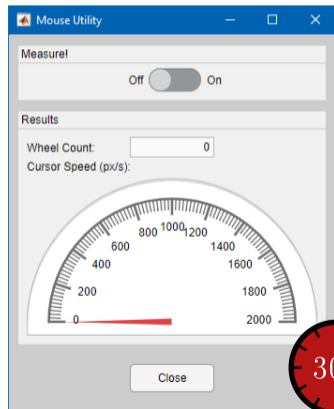 Mouse Utility
Measure!
Off On
Results
Wheel Count: 0
Cursor Speed (px/s):
0 200 400 600 800 1000 1200 1400 1600 1800 2000
Close